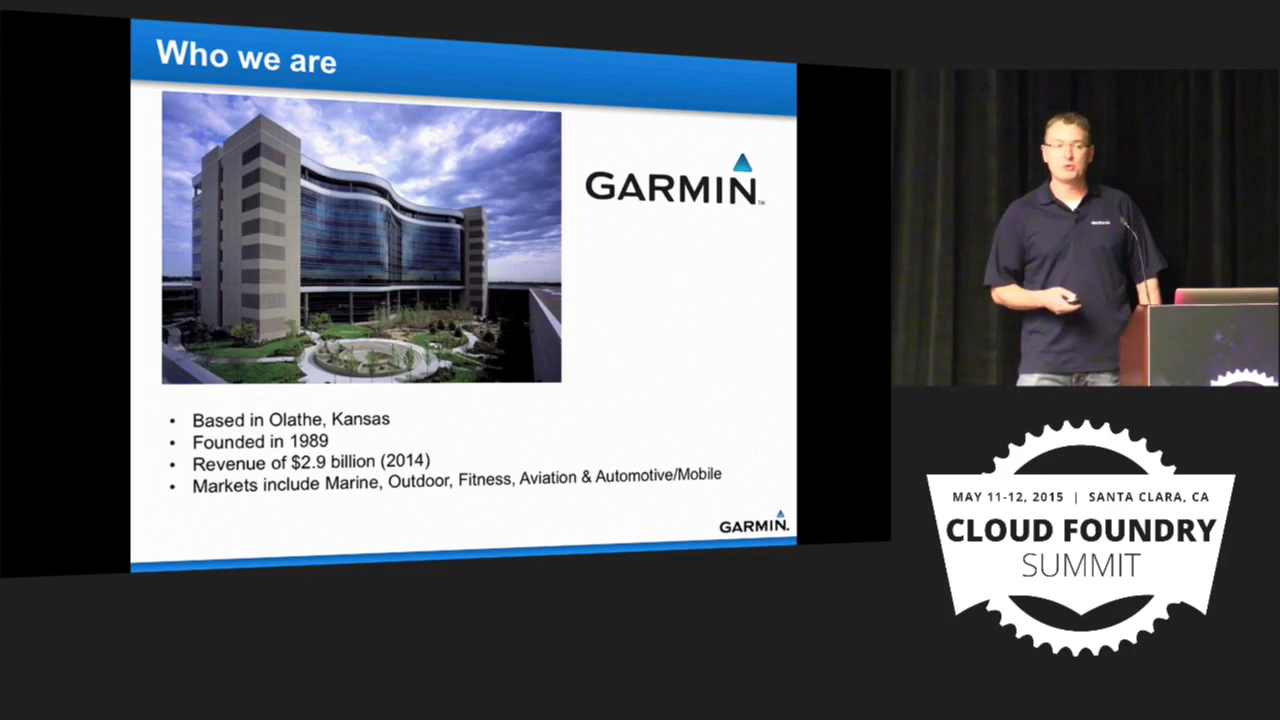 Who we are
GARMIN™
• Based in Olathe, Kansas
• Founded in 1989
• Revenue of $2.9 billion (2014)
• Markets include Marine, Outdoor, Fitness, Aviation & Automotive/Mobile
GARMIN.
MAY 11-12, 2015 | SANTA CLARA, CA
CLOUD FOUNDRY
SUMMIT